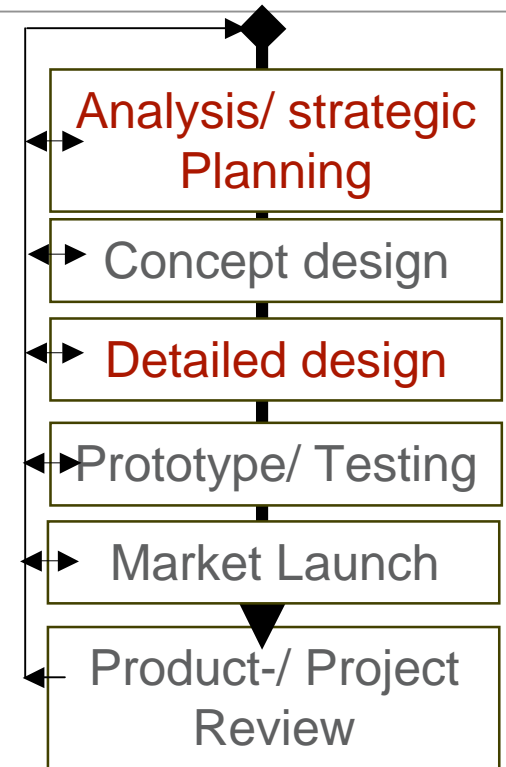 Analysis/ strategic
Planning
Concept design
Detailed design
Prototype/ Testing
Market Launch
Product-/ Project
Review